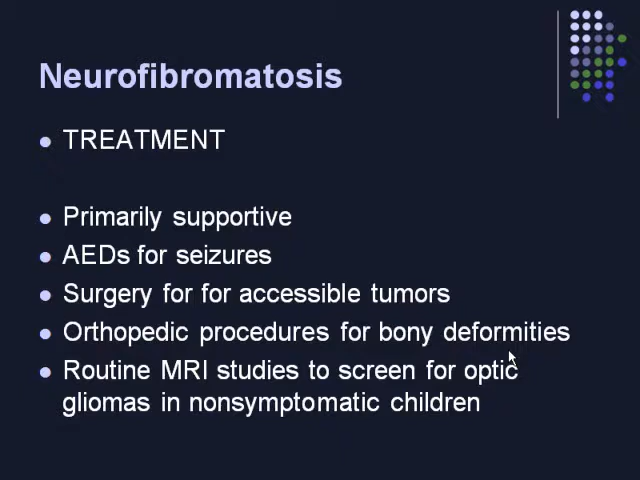 Neurofibromatosis
TREATMENT
Primarily supportive
AEDs for seizures
Surgery for for accessible tumors
Orthopedic procedures for bony deformities
Routine MRI studies to screen for optic
gliomas in nonsymptomatic children